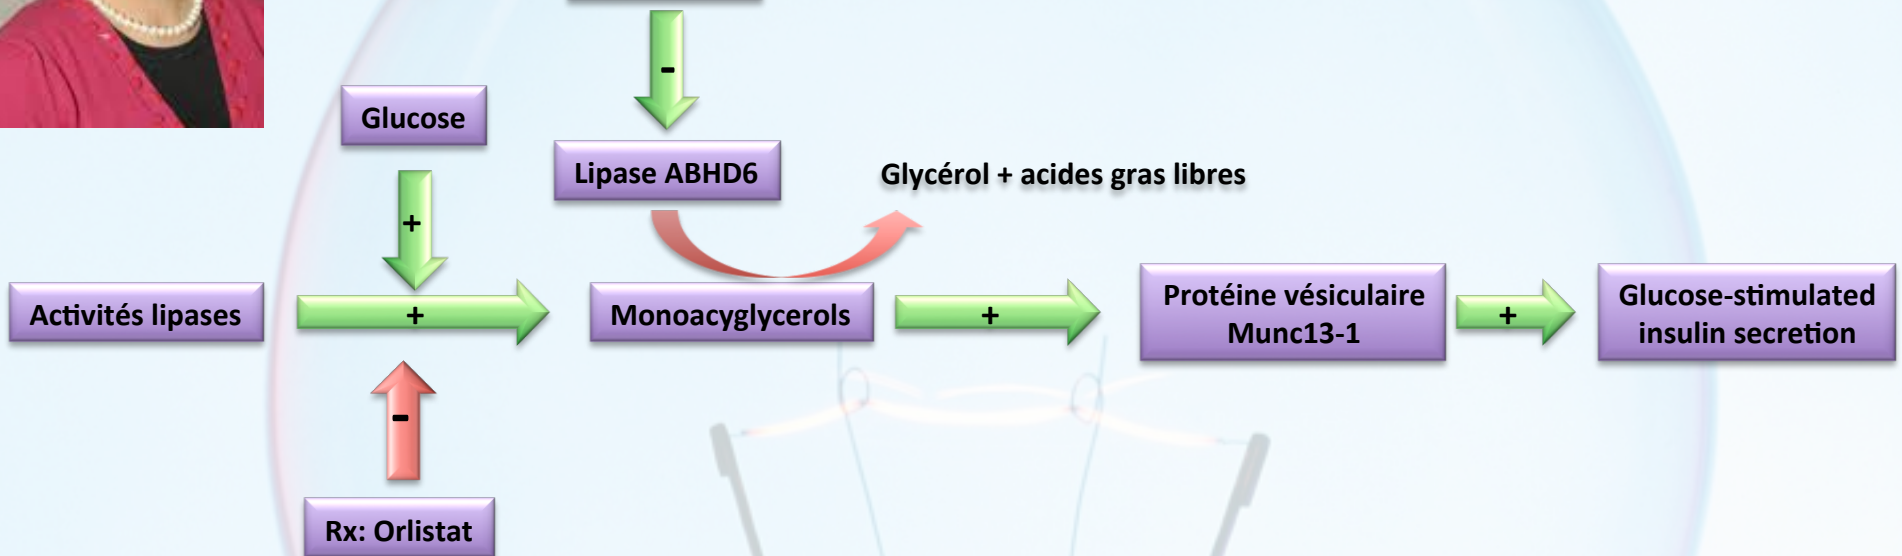 -
Glucose
Lipase ABHD6
Glycérol + acides gras libres
+
Activités lipases
+
Monoacyglycerols
+
Protéine vésiculaire
Munc13-1
+
Glucose-stimulated
insulin secretion
-
Rx: Orlistat